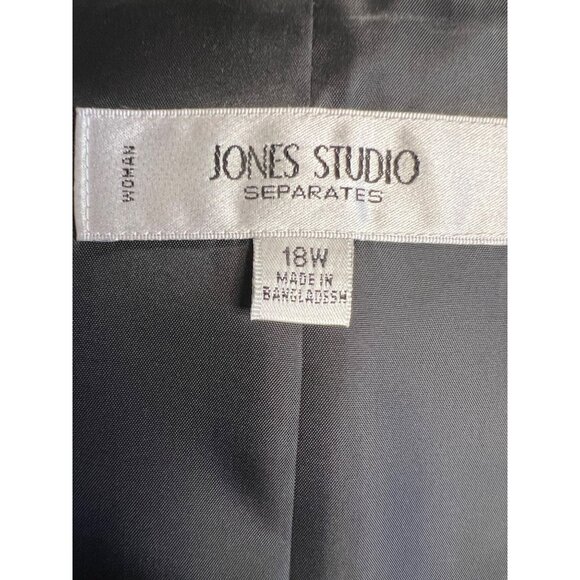 WOMAN
JONES STUDIO
SEPARATES
18W
MADE IN
BANGLADESH